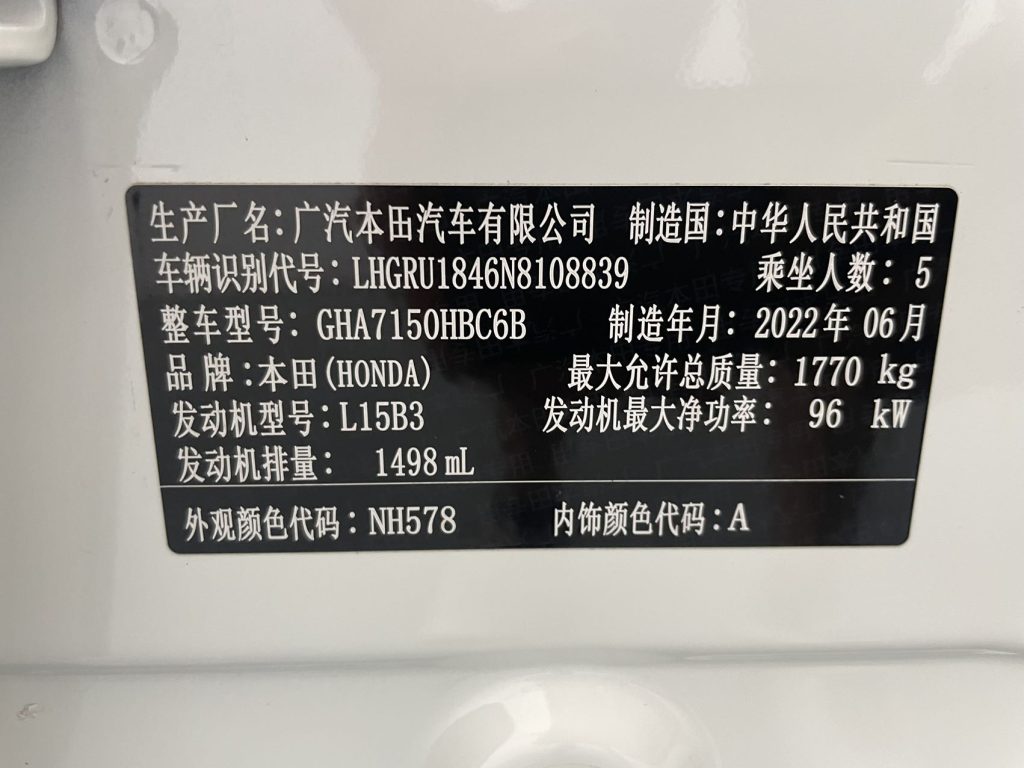 生产厂名：广汽本田汽车有限公司 制造国：中华人民共和国
车辆识别代号：LHGRU1846N8108839 乘坐人数：5
整车型号：GHA7150HBC6B 制造年月：2022年06月
品牌：本田(HONDA) 最大允许总质量：1770 kg
发动机型号：L15B3 发动机最大净功率：96 kW
发动机排量：1498 mL
外观颜色代码：NH578 内饰颜色代码：A